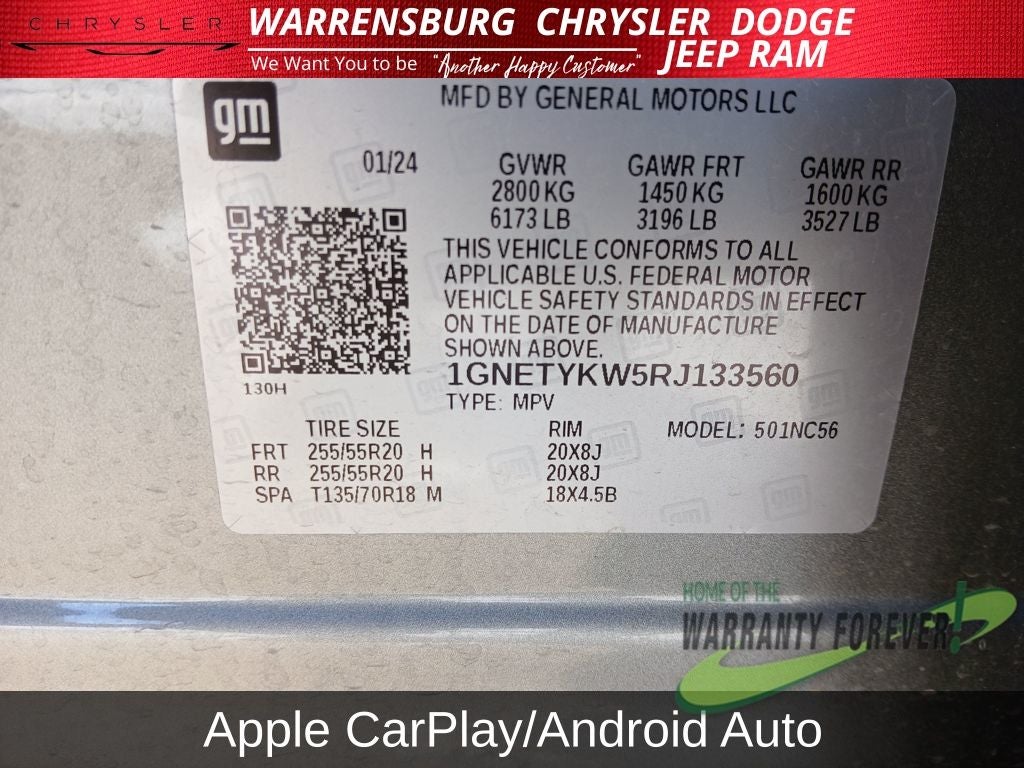 CHRYSLER
WARRENSBURG CHRYSLER DODGE
JEEP RAM
We Want You to be "Another Happy Customer"
gm
MFD BY GENERAL MOTORS LLC
01/24 GVWR GAWR FRT GAWR RR
2800 KG 1450 KG 1600 KG
6173 LB 3196 LB 3527 LB
THIS VEHICLE CONFORMS TO ALL
APPLICABLE U.S. FEDERAL MOTOR
VEHICLE SAFETY STANDARDS IN EFFECT
ON THE DATE OF MANUFACTURE
SHOWN ABOVE.
130H
1GNETYKW5RJ133560
TYPE: MPV
TIRE SIZE RIM MODEL: 501NC56
FRT 255/55R20 H 20X8J
RR 255/55R20 H 20X8J
SPA T135/70R18 M 18X4.5B
HOME OF THE
WARRANTY FOREVER!
Apple CarPlay/Android Auto